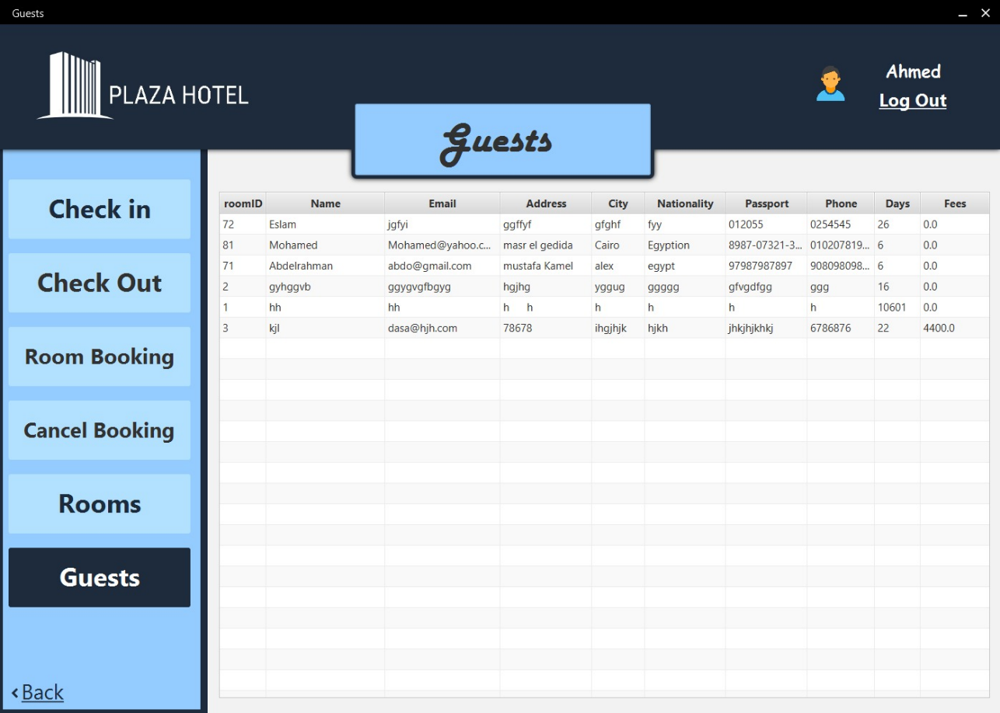 Guests
PLAZA HOTEL
Ahmed
Log Out
Guests
Check in
Check Out
Room Booking
Cancel Booking
Rooms
Guests
Back
roomID Name Email Address City Nationality Passport Phone Days Fees
72 Eslam jgfyi ggffyf gfghf fyy 012055 0254545 26 0.0
81 Mohamed Mohamed@yahoo.c... masr el gedida Cairo Egyption 8987-07321-3... 010207819... 6 0.0
71 Abdelrahman abdo@gmail.com mustafa Kamel alex egypt 97987987897 908098098... 6 0.0
2 gyhggvb ggygvgfbgyg hgjhg yggug ggggg gfvgdfgg ggg 16 0.0
1 hh hh h h h h h h 10601 0.0
3 kjl dasa@hjh.com 78678 ihgjhjk hjkh jhkjhjkhkj 6786876 22 4400.0